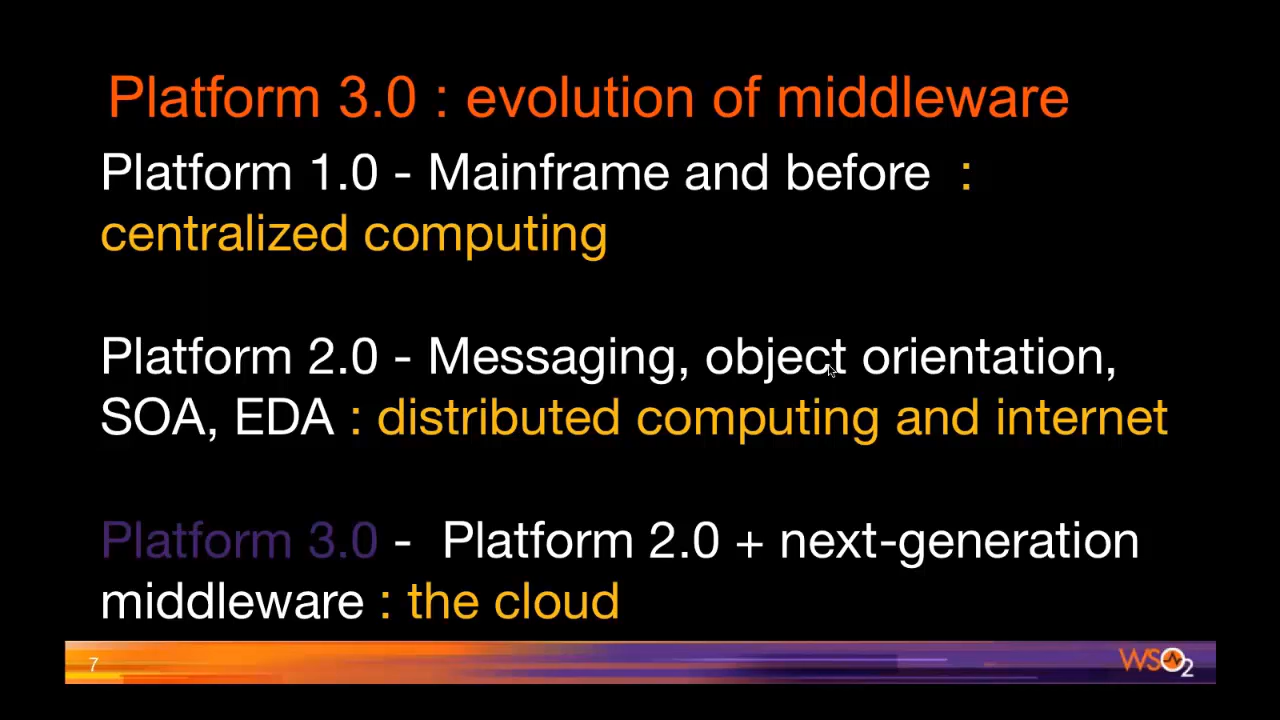 Platform 3.0 : evolution of middleware
Platform 1.0 - Mainframe and before :
centralized computing
Platform 2.0 - Messaging, object orientation,
SOA, EDA : distributed computing and internet
Platform 3.0 - Platform 2.0 + next-generation
middleware : the cloud
7
WSO2